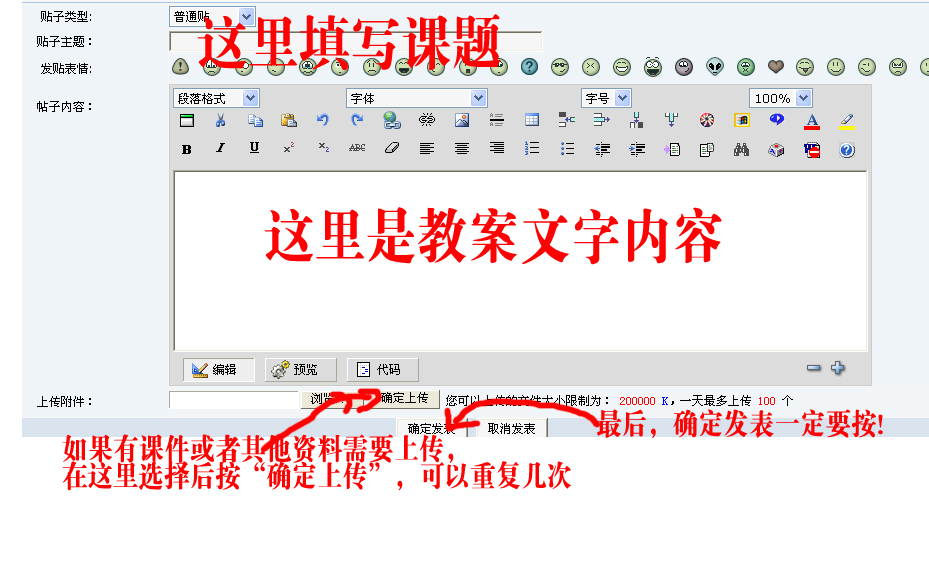 贴子类型:
普通贴
这里填写课题
贴子主题:
发贴表情:
帖子内容:
段落格式
字体
字号
100%
B I U x² x₂ ABC
这里是教案文字内容
编辑
预览
代码
上传附件:
浏览
确定上传
您可以上传的文件大小限制为: 200000 K，一天最多上传 100 个
确定发表
取消发表
最后，确定发表一定要按!
如果有课件或者其他资料需要上传，
在这里选择后按“确定上传”，可以重复几次